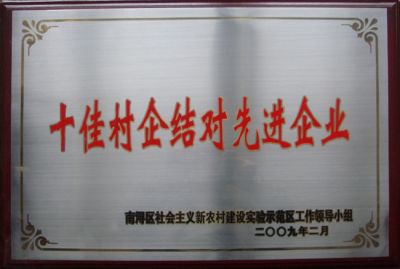 十佳村企结对先进企业
南浔区社会主义新农村建设实验示范区工作领导小组
二〇〇九年二月